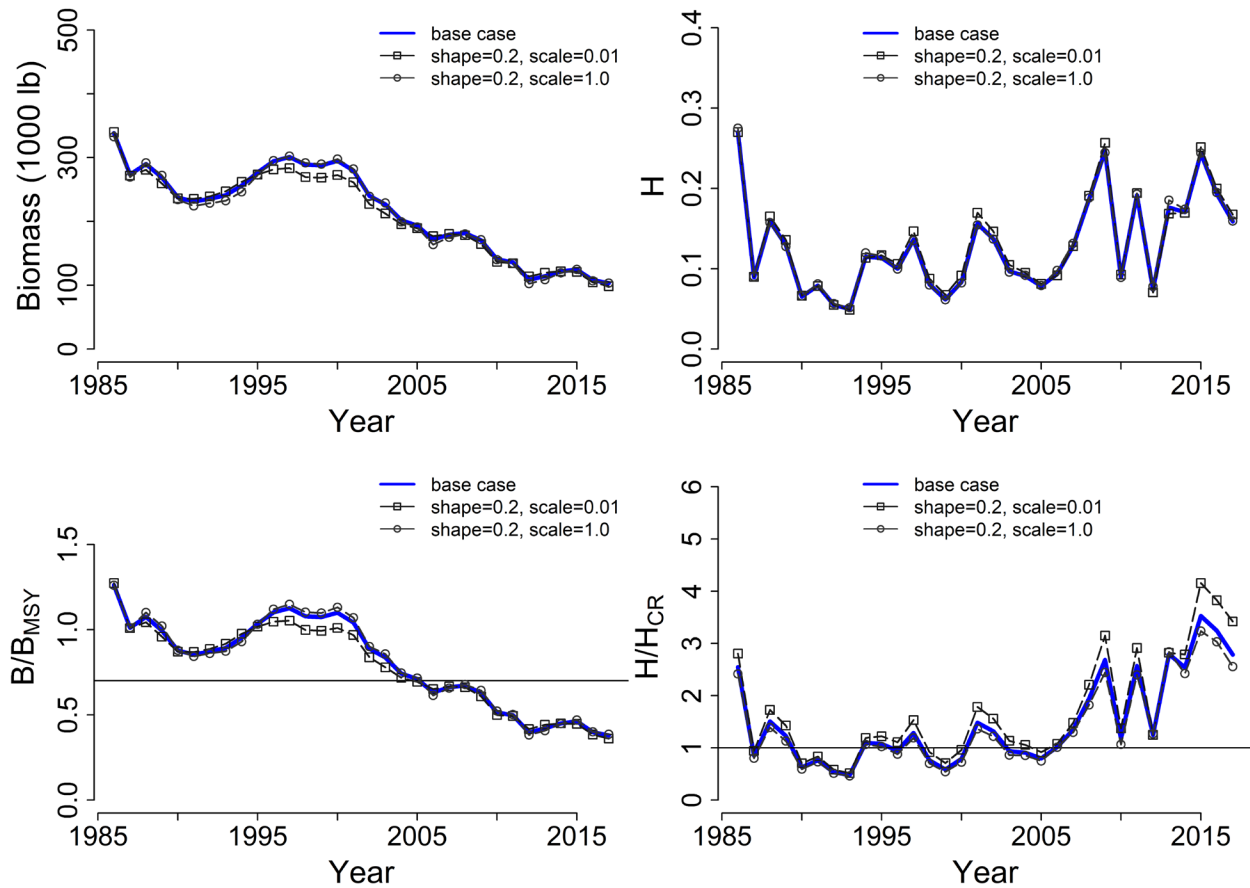 Biomass (1000 lb)
500
300
100
0
base case
shape=0.2, scale=0.01
shape=0.2, scale=1.0
1985 1995 2005 2015
Year
H
0.4
0.3
0.2
0.1
0.0
base case
shape=0.2, scale=0.01
shape=0.2, scale=1.0
1985 1995 2005 2015
Year
B/BMSY
1.5
1.0
0.5
0.0
base case
shape=0.2, scale=0.01
shape=0.2, scale=1.0
1985 1995 2005 2015
Year
H/HCR
6
5
4
3
2
1
0
base case
shape=0.2, scale=0.01
shape=0.2, scale=1.0
1985 1995 2005 2015
Year